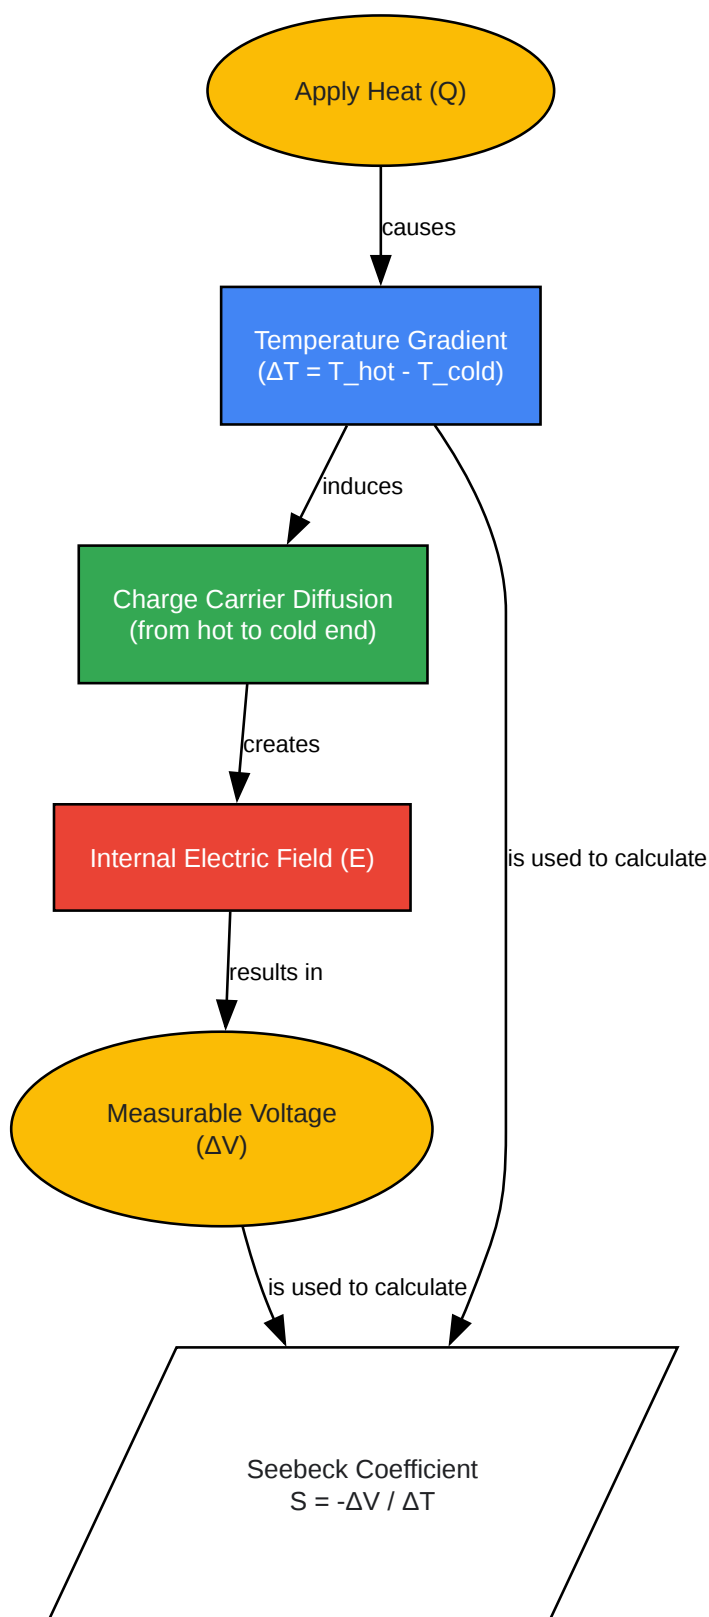 Apply Heat (Q)
causes
Temperature Gradient
(ΔT = T_hot - T_cold)
induces
Charge Carrier Diffusion
(from hot to cold end)
creates
Internal Electric Field (E)
is used to calculate
results in
Measurable Voltage
(ΔV)
is used to calculate
Seebeck Coefficient
S = -ΔV / ΔT